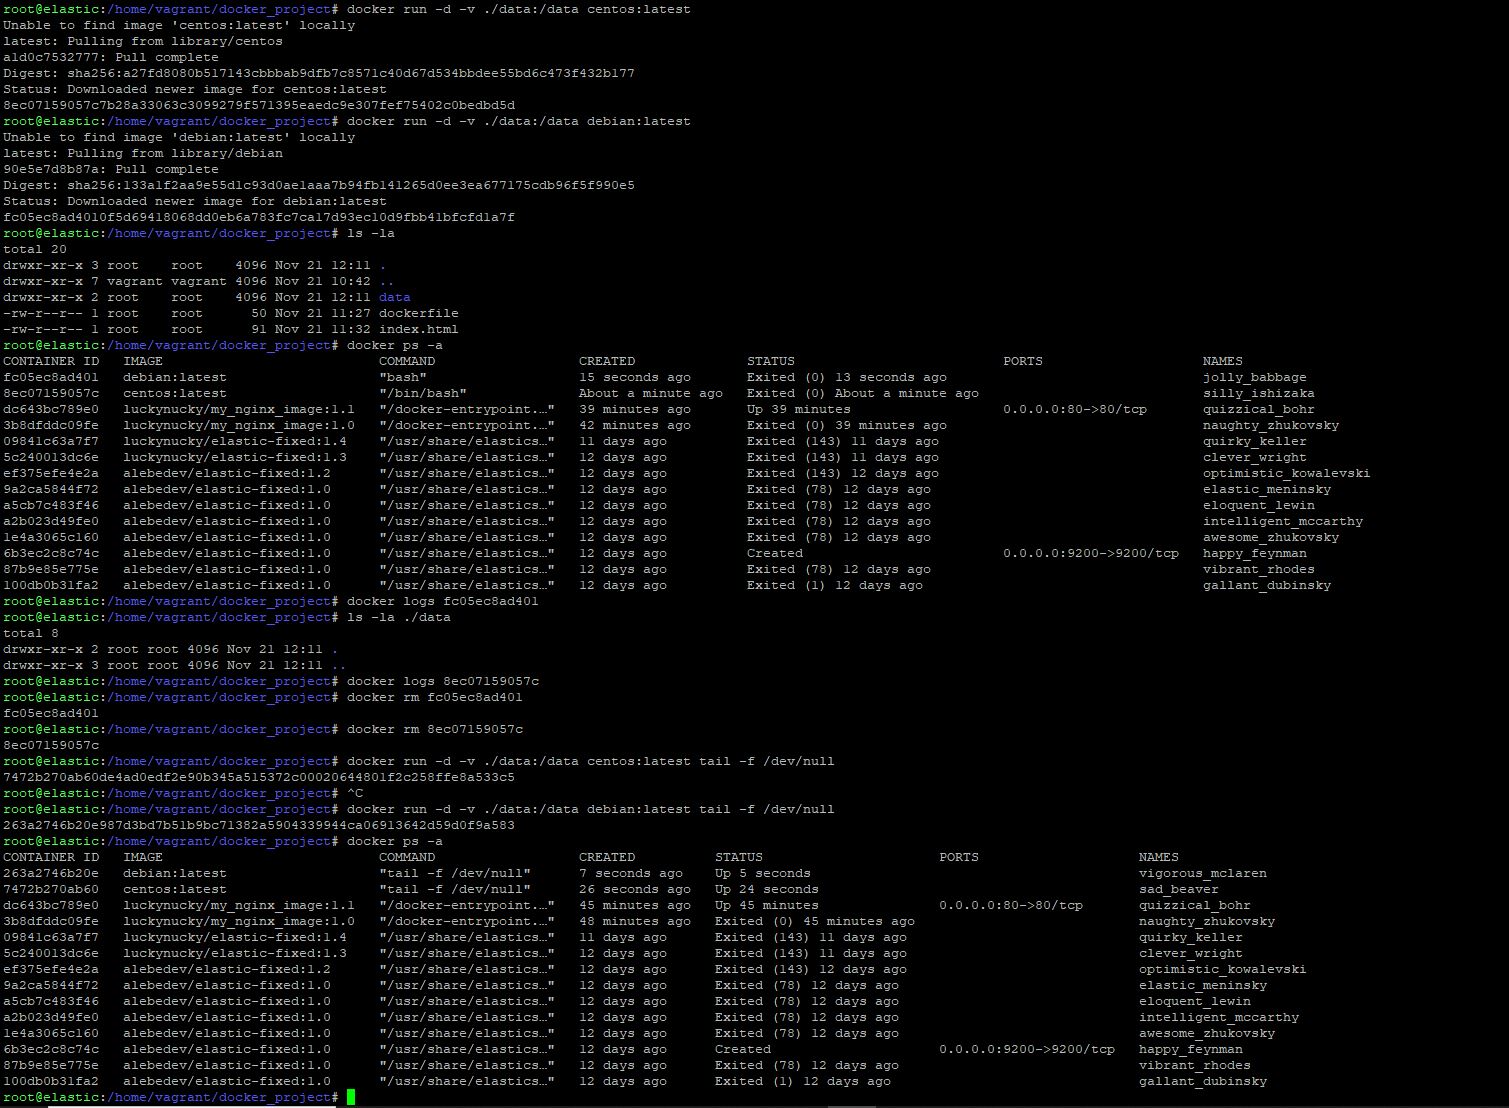 root@elastic:/home/vagrant/docker_project# docker run -d -v ./data:/data centos:latest
Unable to find image 'centos:latest' locally
latest: Pulling from library/centos
a1d0c7532777: Pull complete
Digest: sha256:a27fd8080b517143cbbbab9dfb7c8571c40d67d534bbdee55bd6c473f432b177
Status: Downloaded newer image for centos:latest
8ec07159057c7b28a33063c3099279f571395eaedc9e307fef75402c0bedbd5d
root@elastic:/home/vagrant/docker_project# docker run -d -v ./data:/data debian:latest
Unable to find image 'debian:latest' locally
latest: Pulling from library/debian
90e5e7d8b87a: Pull complete
Digest: sha256:133a1f2aa9e55d1c93d0ae1aaa7b94fb141265d0ee3ea677175cdb96f5f990e5
Status: Downloaded newer image for debian:latest
fc05ec8ad4010f5d69418068dd0eb6a783fc7ca17d93ec10d9fbb41bfcfd1a7f
root@elastic:/home/vagrant/docker_project# ls -la
total 20
drwxr-xr-x 3 root    root    4096 Nov 21 12:11 .
drwxr-xr-x 7 vagrant vagrant 4096 Nov 21 10:42 ..
drwxr-xr-x 2 root    root    4096 Nov 21 12:11 data
-rw-r--r-- 1 root    root      50 Nov 21 11:27 dockerfile
-rw-r--r-- 1 root    root      91 Nov 21 11:32 index.html
root@elastic:/home/vagrant/docker_project# docker ps -a
CONTAINER ID   IMAGE                           COMMAND                  CREATED              STATUS                          PORTS                    NAMES
fc05ec8ad401   debian:latest                   "bash"                   15 seconds ago       Exited (0) 13 seconds ago                                jolly_babbage
8ec07159057c   centos:latest                   "/bin/bash"              About a minute ago   Exited (0) About a minute ago                            silly_ishizaka
dc643bc789e0   luckynucky/my_nginx_image:1.1   "/docker-entrypoint.…"   39 minutes ago       Up 39 minutes                   0.0.0.0:80->80/tcp       quizzical_bohr
3b8dfddc09fe   luckynucky/my_nginx_image:1.0   "/docker-entrypoint.…"   42 minutes ago       Exited (0) 39 minutes ago                                naughty_zhukovsky
09841c63a7f7   luckynucky/elastic-fixed:1.4    "/usr/share/elastics…"   11 days ago          Exited (143) 11 days ago                                 quirky_keller
5c240013dc6e   luckynucky/elastic-fixed:1.3    "/usr/share/elastics…"   12 days ago          Exited (143) 11 days ago                                 clever_wright
ef375efe4e2a   alebedev/elastic-fixed:1.2      "/usr/share/elastics…"   12 days ago          Exited (143) 12 days ago                                 optimistic_kowalevski
9a2ca5844f72   alebedev/elastic-fixed:1.0      "/usr/share/elastics…"   12 days ago          Exited (78) 12 days ago                                  elastic_meninsky
a5cb7c483f46   alebedev/elastic-fixed:1.0      "/usr/share/elastics…"   12 days ago          Exited (78) 12 days ago                                  eloquent_lewin
a2b023d49fe0   alebedev/elastic-fixed:1.0      "/usr/share/elastics…"   12 days ago          Exited (78) 12 days ago                                  intelligent_mccarthy
1e4a3065c160   alebedev/elastic-fixed:1.0      "/usr/share/elastics…"   12 days ago          Exited (78) 12 days ago                                  awesome_zhukovsky
6b3ec2c8c74c   alebedev/elastic-fixed:1.0      "/usr/share/elastics…"   12 days ago          Created                         0.0.0.0:9200->9200/tcp   happy_feynman
87b9e85e775e   alebedev/elastic-fixed:1.0      "/usr/share/elastics…"   12 days ago          Exited (78) 12 days ago                                  vibrant_rhodes
100db0b31fa2   alebedev/elastic-fixed:1.0      "/usr/share/elastics…"   12 days ago          Exited (1) 12 days ago                                   gallant_dubinsky
root@elastic:/home/vagrant/docker_project# docker logs fc05ec8ad401
root@elastic:/home/vagrant/docker_project# ls -la ./data
total 8
drwxr-xr-x 2 root root 4096 Nov 21 12:11 .
drwxr-xr-x 3 root root 4096 Nov 21 12:11 ..
root@elastic:/home/vagrant/docker_project# docker logs 8ec07159057c
root@elastic:/home/vagrant/docker_project# docker rm fc05ec8ad401
fc05ec8ad401
root@elastic:/home/vagrant/docker_project# docker rm 8ec07159057c
8ec07159057c
root@elastic:/home/vagrant/docker_project# docker run -d -v ./data:/data centos:latest tail -f /dev/null
7472b270ab60de4ad0edf2e90b345a515372c00020644801f2c258ffe8a533c5
root@elastic:/home/vagrant/docker_project# ^C
root@elastic:/home/vagrant/docker_project# docker run -d -v ./data:/data debian:latest tail -f /dev/null
263a2746b20e987d3bd7b51b9bc71382a5904339944ca06913642d59d0f9a583
root@elastic:/home/vagrant/docker_project# docker ps -a
CONTAINER ID   IMAGE                           COMMAND                  CREATED          STATUS                      PORTS                    NAMES
263a2746b20e   debian:latest                   "tail -f /dev/null"      7 seconds ago    Up 5 seconds                                         vigorous_mclaren
7472b270ab60   centos:latest                   "tail -f /dev/null"      26 seconds ago   Up 24 seconds                                        sad_beaver
dc643bc789e0   luckynucky/my_nginx_image:1.1   "/docker-entrypoint.…"   45 minutes ago   Up 45 minutes               0.0.0.0:80->80/tcp       quizzical_bohr
3b8dfddc09fe   luckynucky/my_nginx_image:1.0   "/docker-entrypoint.…"   48 minutes ago   Exited (0) 45 minutes ago                            naughty_zhukovsky
09841c63a7f7   luckynucky/elastic-fixed:1.4    "/usr/share/elastics…"   11 days ago      Exited (143) 11 days ago                             quirky_keller
5c240013dc6e   luckynucky/elastic-fixed:1.3    "/usr/share/elastics…"   12 days ago      Exited (143) 11 days ago                             clever_wright
ef375efe4e2a   alebedev/elastic-fixed:1.2      "/usr/share/elastics…"   12 days ago      Exited (143) 12 days ago                             optimistic_kowalevski
9a2ca5844f72   alebedev/elastic-fixed:1.0      "/usr/share/elastics…"   12 days ago      Exited (78) 12 days ago                              elastic_meninsky
a5cb7c483f46   alebedev/elastic-fixed:1.0      "/usr/share/elastics…"   12 days ago      Exited (78) 12 days ago                              eloquent_lewin
a2b023d49fe0   alebedev/elastic-fixed:1.0      "/usr/share/elastics…"   12 days ago      Exited (78) 12 days ago                              intelligent_mccarthy
1e4a3065c160   alebedev/elastic-fixed:1.0      "/usr/share/elastics…"   12 days ago      Exited (78) 12 days ago                              awesome_zhukovsky
6b3ec2c8c74c   alebedev/elastic-fixed:1.0      "/usr/share/elastics…"   12 days ago      Created                     0.0.0.0:9200->9200/tcp   happy_feynman
87b9e85e775e   alebedev/elastic-fixed:1.0      "/usr/share/elastics…"   12 days ago      Exited (78) 12 days ago                              vibrant_rhodes
100db0b31fa2   alebedev/elastic-fixed:1.0      "/usr/share/elastics…"   12 days ago      Exited (1) 12 days ago                               gallant_dubinsky
root@elastic:/home/vagrant/docker_project#